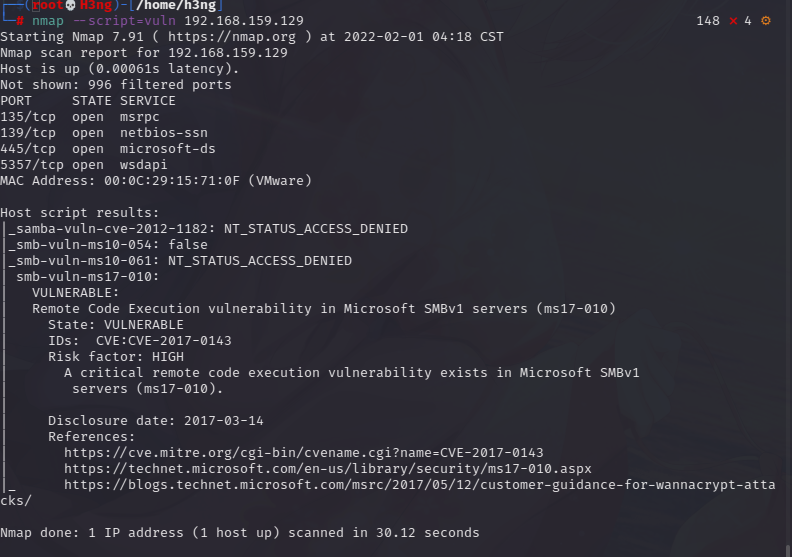 ┌──(root💀H3ng)-[/home/h3ng]
└─# nmap --script=vuln 192.168.159.129 148 ⨯ 4 ⚙
Starting Nmap 7.91 ( https://nmap.org ) at 2022-02-01 04:18 CST
Nmap scan report for 192.168.159.129
Host is up (0.00061s latency).
Not shown: 996 filtered ports
PORT     STATE SERVICE
135/tcp  open  msrpc
139/tcp  open  netbios-ssn
445/tcp  open  microsoft-ds
5357/tcp open  wsdapi
MAC Address: 00:0C:29:15:71:0F (VMware)

Host script results:
|_samba-vuln-cve-2012-1182: NT_STATUS_ACCESS_DENIED
|_smb-vuln-ms10-054: false
|_smb-vuln-ms10-061: NT_STATUS_ACCESS_DENIED
| smb-vuln-ms17-010:
|   VULNERABLE:
|   Remote Code Execution vulnerability in Microsoft SMBv1 servers (ms17-010)
|     State: VULNERABLE
|     IDs:  CVE:CVE-2017-0143
|     Risk factor: HIGH
|       A critical remote code execution vulnerability exists in Microsoft SMBv1
|        servers (ms17-010).
|
|     Disclosure date: 2017-03-14
|     References:
|       https://cve.mitre.org/cgi-bin/cvename.cgi?name=CVE-2017-0143
|       https://technet.microsoft.com/en-us/library/security/ms17-010.aspx
|_      https://blogs.technet.microsoft.com/msrc/2017/05/12/customer-guidance-for-wannacrypt-atta
cks/

Nmap done: 1 IP address (1 host up) scanned in 30.12 seconds